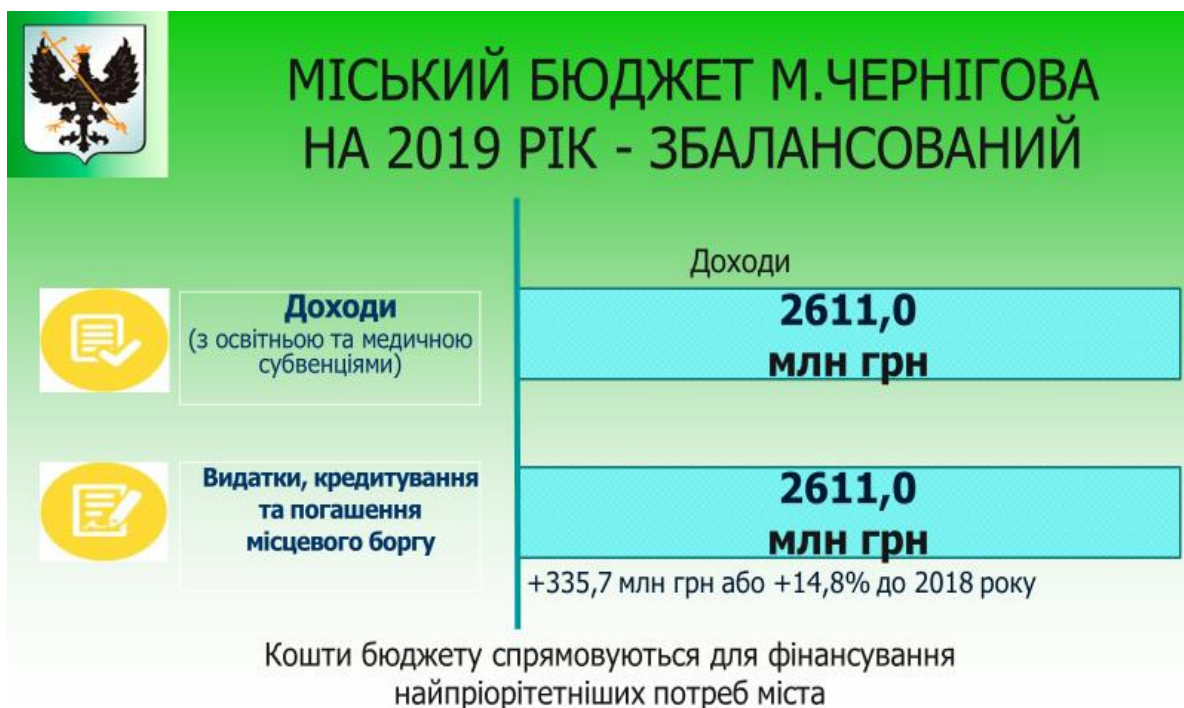 МІСЬКИЙ БЮДЖЕТ М.ЧЕРНІГОВА
НА 2019 РІК - ЗБАЛАНСОВАНИЙ
Доходи
Доходи
(з освітньою та медичною
субвенціями)
2611,0
млн грн
Видатки, кредитування
та погашення
місцевого боргу
2611,0
млн грн
+335,7 млн грн або +14,8% до 2018 року
Кошти бюджету спрямовуються для фінансування
найпріорітетніших потреб міста